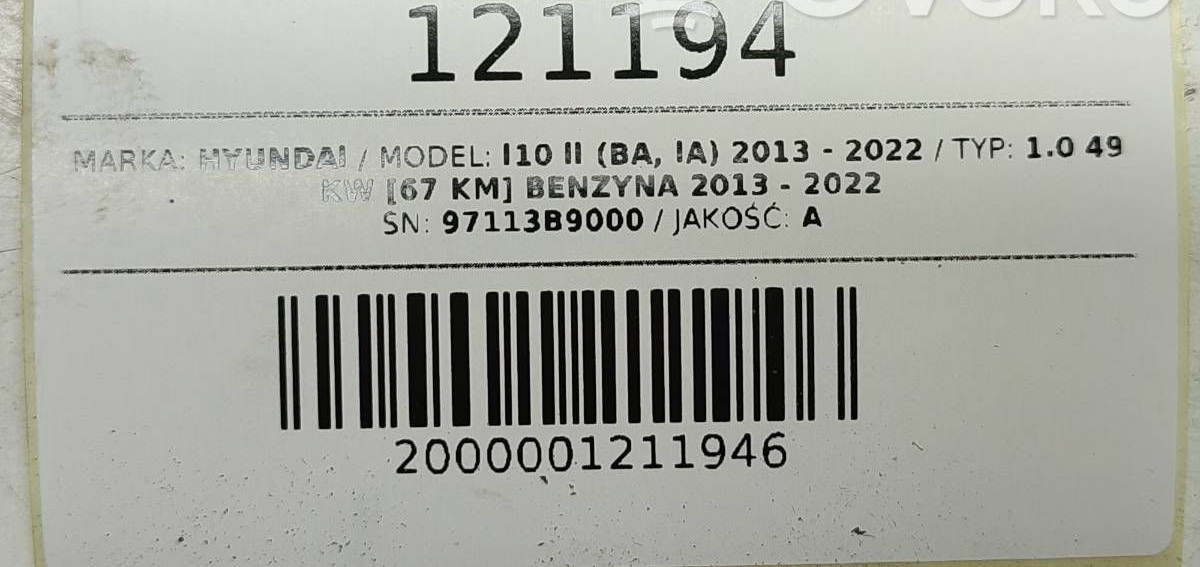 121194
MARKA: HYUNDAI / MODEL: I10 II (BA, IA) 2013 - 2022 / TYP: 1.0 49
KW [67 KM] BENZYNA 2013 - 2022
SN: 97113B9000 / JAKOŚĆ: A
2000001211946